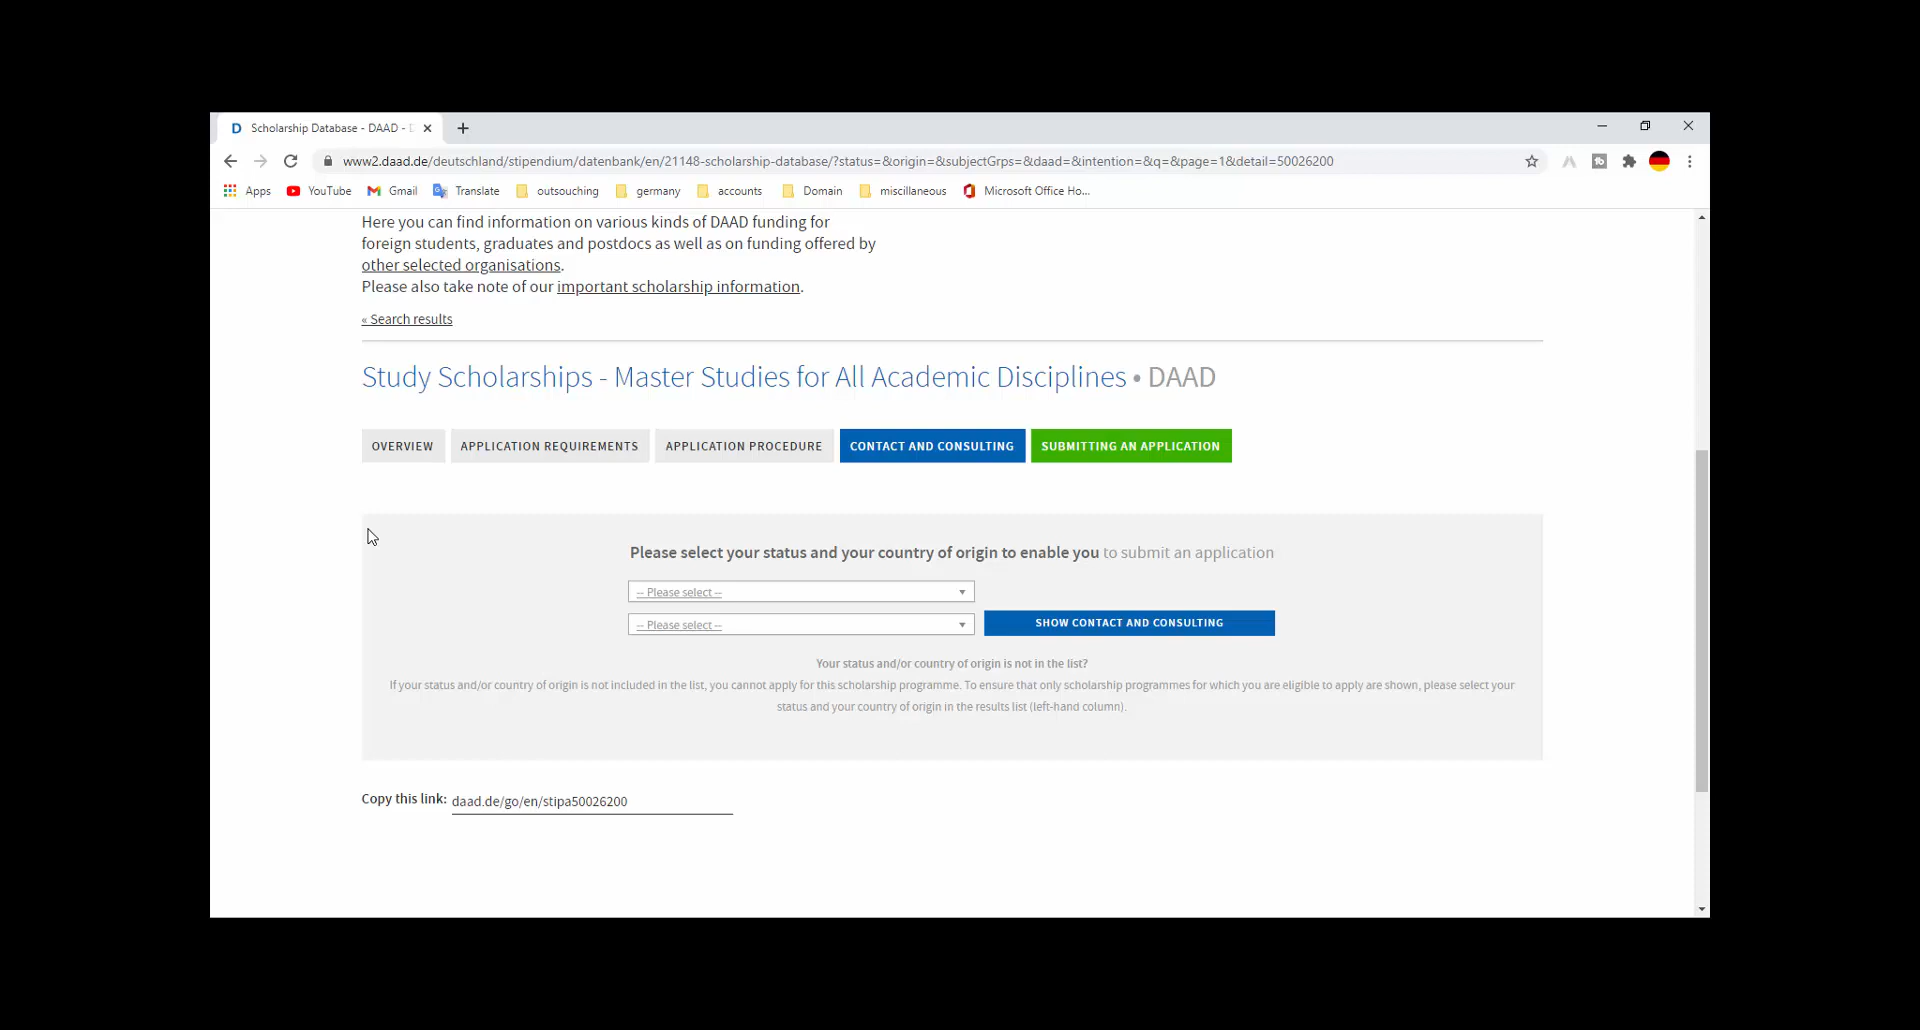 Scholarship Database - DAAD -
www2.daad.de/deutschland/stipendium/datenbank/en/21148-scholarship-database/?status=&origin=&subjectGrps=&daad=&intention=&q=&page=1&detail=50026200
Apps YouTube Gmail Translate outsouching germany accounts Domain miscillaneous Microsoft Office Ho...
Here you can find information on various kinds of DAAD funding for
foreign students, graduates and postdocs as well as on funding offered by
other selected organisations.
Please also take note of our important scholarship information.
« Search results
Study Scholarships - Master Studies for All Academic Disciplines • DAAD
OVERVIEW APPLICATION REQUIREMENTS APPLICATION PROCEDURE CONTACT AND CONSULTING SUBMITTING AN APPLICATION
Please select your status and your country of origin to enable you to submit an application
-- Please select --
-- Please select -- SHOW CONTACT AND CONSULTING
Your status and/or country of origin is not in the list?
If your status and/or country of origin is not included in the list, you cannot apply for this scholarship programme. To ensure that only scholarship programmes for which you are eligible to apply are shown, please select your
status and your country of origin in the results list (left-hand column).
Copy this link: daad.de/go/en/stipa50026200